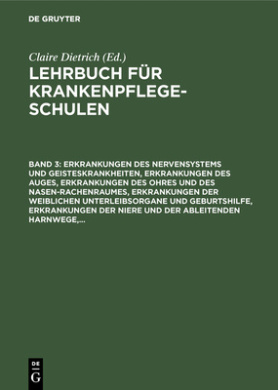 DE GRUYTER
Claire Dietrich (Ed.)
LEHRBUCH FÜR
KRANKENPFLEGE-
SCHULEN
BAND 3: ERKRANKUNGEN DES NERVENSYSTEMS
UND GEISTESKRANKHEITEN, ERKRANKUNGEN DES
AUGES, ERKRANKUNGEN DES OHRES UND DES
NASEN-RACHENRAUMES, ERKRANKUNGEN DER
WEIBLICHEN UNTERLEIBSORGANE UND GEBURTSHILFE,
ERKRANKUNGEN DER NIERE UND DER ABLEITENDEN
HARNWEGE,...
DE
G